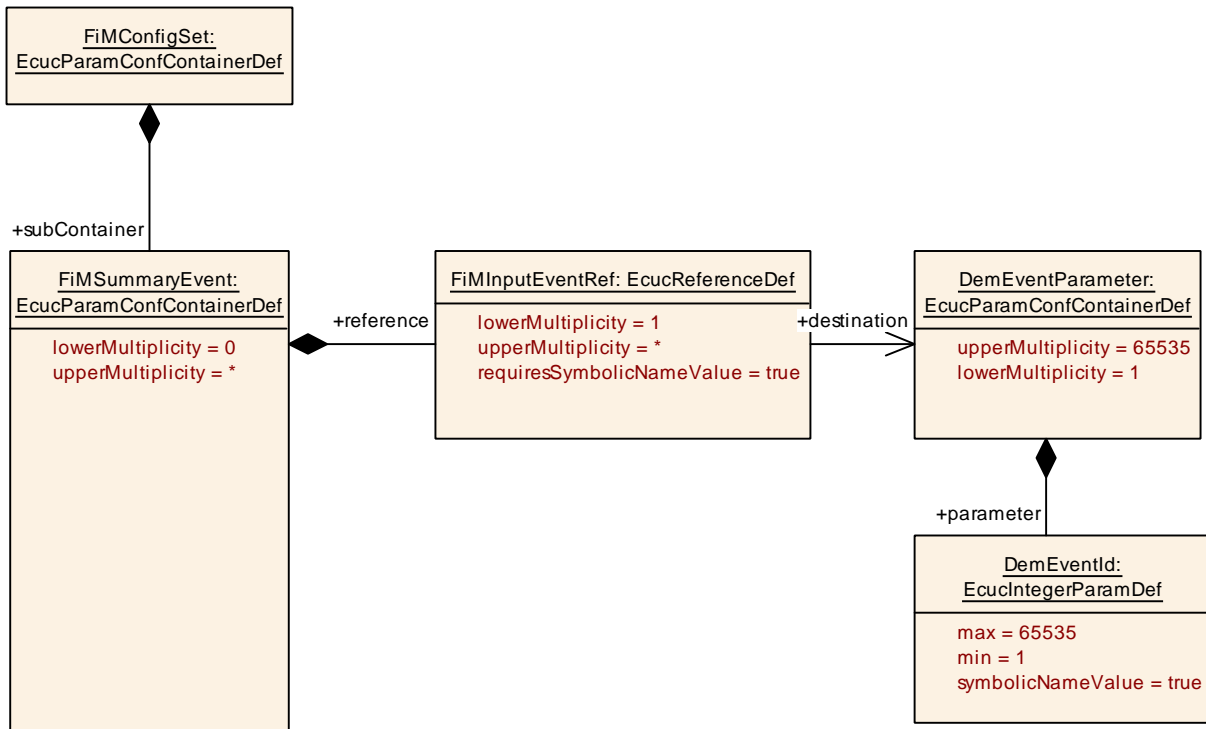 FiMConfigSet:
EcucParamConfContainerDef
+subContainer
FiMSummaryEvent:
EcucParamConfContainerDef
lowerMultiplicity = 0
upperMultiplicity = *
+reference
FiMInputEventRef: EcucReferenceDef
lowerMultiplicity = 1
upperMultiplicity = *
requiresSymbolicNameValue = true
+destination
DemEventParameter:
EcucParamConfContainerDef
upperMultiplicity = 65535
lowerMultiplicity = 1
+parameter
DemEventId:
EcucIntegerParamDef
max = 65535
min = 1
symbolicNameValue = true